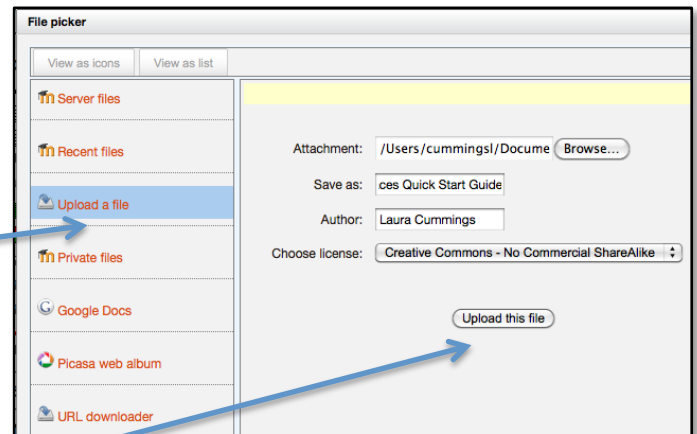 File picker
View as icons View as list
Server files
Recent files
Upload a file
Private files
Google Docs
Picasa web album
URL downloader
Attachment: /Users/cummingsl/Docume Browse...
Save as: ces Quick Start Guide
Author: Laura Cummings
Choose license: Creative Commons - No Commercial ShareAlike
Upload this file